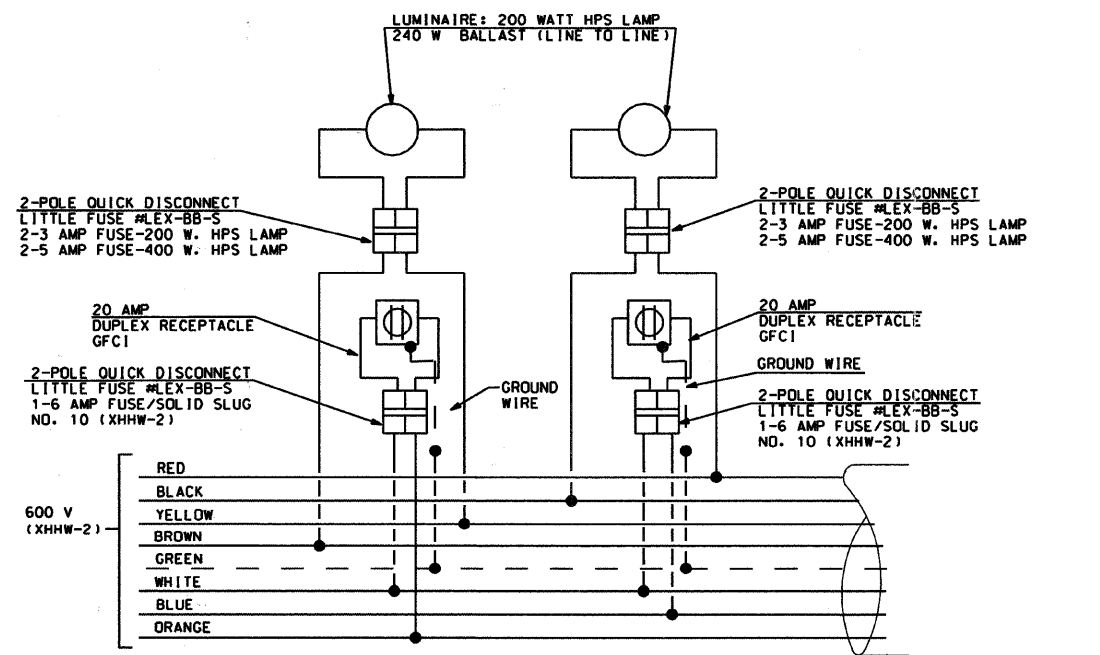 LUMINAIRE: 200 WATT HPS LAMP
240 W BALLAST (LINE TO LINE)
2-POLE QUICK DISCONNECT
LITTLE FUSE #LEX-BB-S
2-3 AMP FUSE-200 W. HPS LAMP
2-5 AMP FUSE-400 W. HPS LAMP
2-POLE QUICK DISCONNECT
LITTLE FUSE #LEX-BB-S
2-3 AMP FUSE-200 W. HPS LAMP
2-5 AMP FUSE-400 W. HPS LAMP
20 AMP
DUPLEX RECEPTACLE
GFCI
20 AMP
DUPLEX RECEPTACLE
GFCI
2-POLE QUICK DISCONNECT
LITTLE FUSE #LEX-BB-S
1-6 AMP FUSE/SOLID SLUG
NO. 10 (XHHW-2)
GROUND
WIRE
GROUND WIRE
2-POLE QUICK DISCONNECT
LITTLE FUSE #LEX-BB-S
1-6 AMP FUSE/SOLID SLUG
NO. 10 (XHHW-2)
600 V
(XHHW-2)
RED
BLACK
YELLOW
BROWN
GREEN
WHITE
BLUE
ORANGE